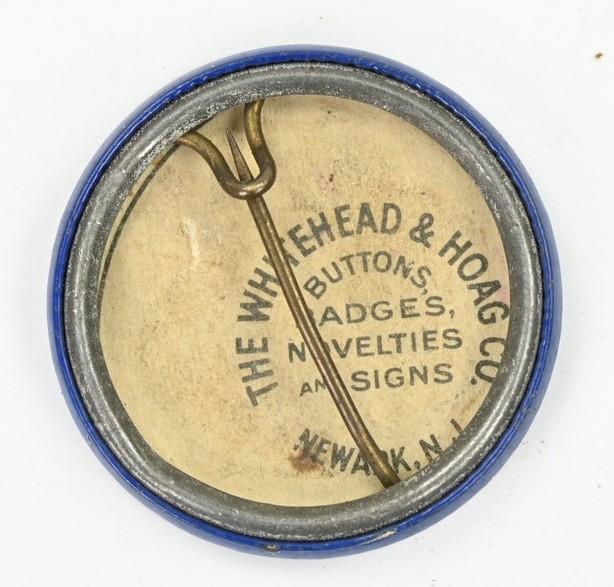 THE WHITEHEAD & HOAG CO.
BUTTONS,
BADGES,
NOVELTIES
AND SIGNS
NEWARK, N.J.